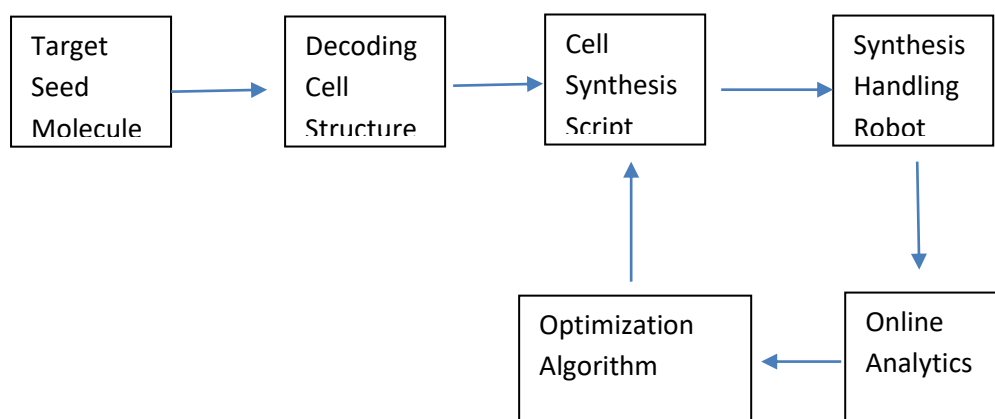 Target
Seed
Molecule
Decoding
Cell
Structure
Cell
Synthesis
Script
Synthesis
Handling
Robot
Optimization
Algorithm
Online
Analytics